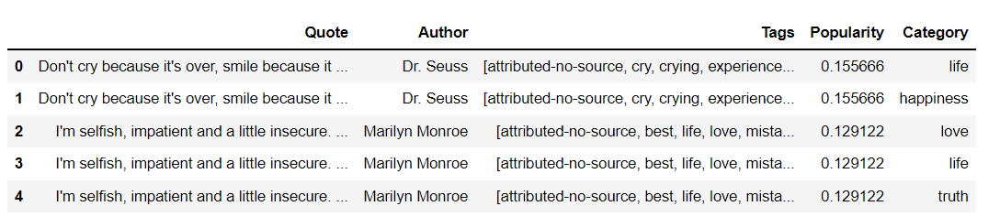 Quote Author Tags Popularity Category
0 Don't cry because it's over, smile because it ... Dr. Seuss [attributed-no-source, cry, crying, experience... 0.155666 life
1 Don't cry because it's over, smile because it ... Dr. Seuss [attributed-no-source, cry, crying, experience... 0.155666 happiness
2 I'm selfish, impatient and a little insecure. ... Marilyn Monroe [attributed-no-source, best, life, love, mista... 0.129122 love
3 I'm selfish, impatient and a little insecure. ... Marilyn Monroe [attributed-no-source, best, life, love, mista... 0.129122 life
4 I'm selfish, impatient and a little insecure. ... Marilyn Monroe [attributed-no-source, best, life, love, mista... 0.129122 truth